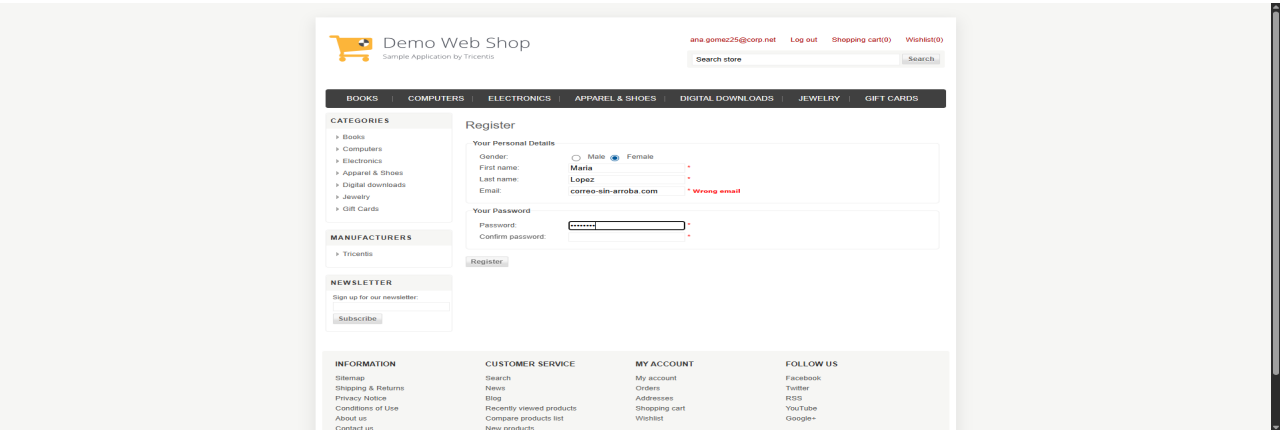 Demo Web Shop
Sample Application by Tricentis
ana.gomez25@corp.net Log out Shopping cart(0) Wishlist(0)
Search store Search
BOOKS | COMPUTERS | ELECTRONICS | APPAREL & SHOES | DIGITAL DOWNLOADS | JEWELRY | GIFT CARDS
CATEGORIES
Books
Computers
Electronics
Apparel & Shoes
Digital downloads
Jewelry
Gift Cards
MANUFACTURERS
Tricentis
NEWSLETTER
Sign up for our newsletter:
Subscribe
Register
Your Personal Details
Gender: Male Female
First name: Maria *
Last name: Lopez *
Email: correo-sin-arroba.com * Wrong email
Your Password
Password: •••••••• *
Confirm password: *
Register
INFORMATION
Sitemap
Shipping & Returns
Privacy Notice
Conditions of Use
About us
Contact us
CUSTOMER SERVICE
Search
News
Blog
Recently viewed products
Compare products list
New products
MY ACCOUNT
My account
Orders
Addresses
Shopping cart
Wishlist
FOLLOW US
Facebook
Twitter
RSS
YouTube
Google+